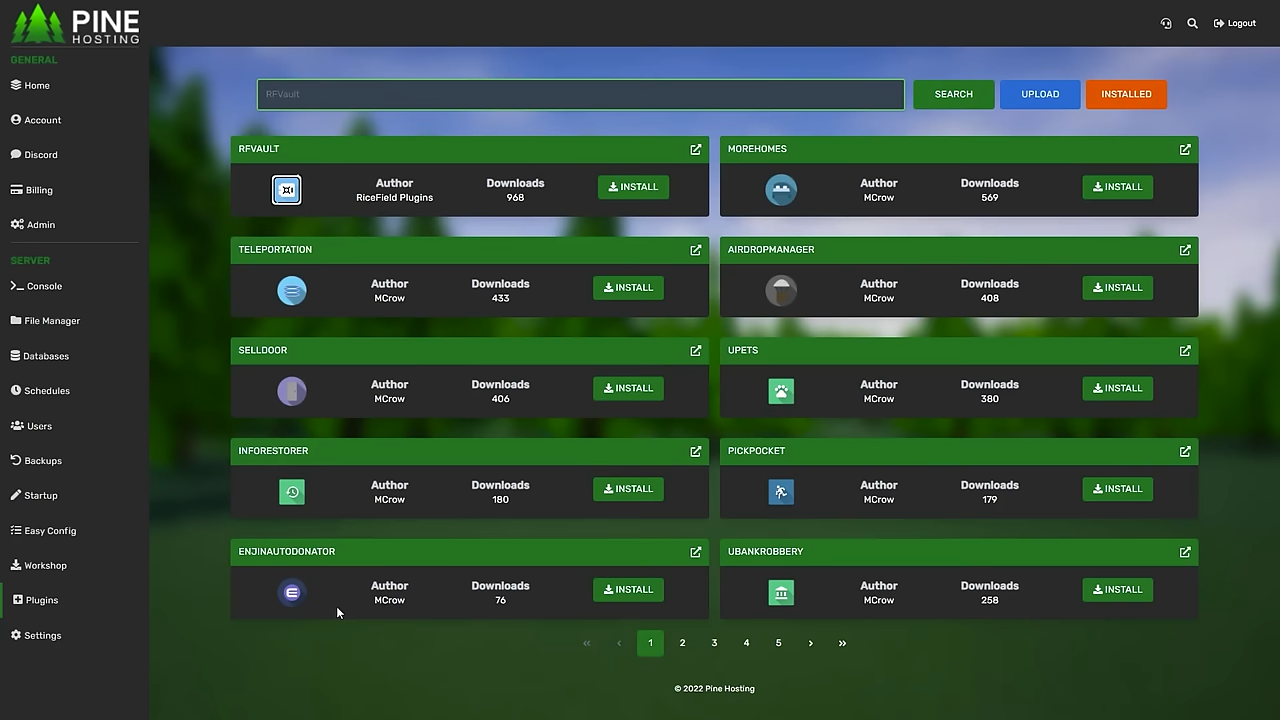 PINE
HOSTING
Logout
GENERAL
Home
Account
Discord
Billing
Admin
SERVER
Console
File Manager
Databases
Schedules
Users
Backups
Startup
Easy Config
Workshop
Plugins
Settings
RFVault
SEARCH
UPLOAD
INSTALLED
RFVAULT
Author
RiceField Plugins
Downloads
968
INSTALL
MOREHOMES
Author
MCrow
Downloads
569
INSTALL
TELEPORTATION
Author
MCrow
Downloads
433
INSTALL
AIRDROPMANAGER
Author
MCrow
Downloads
408
INSTALL
SELLDOOR
Author
MCrow
Downloads
406
INSTALL
UPETS
Author
MCrow
Downloads
380
INSTALL
INFORESTORER
Author
MCrow
Downloads
180
INSTALL
PICKPOCKET
Author
MCrow
Downloads
179
INSTALL
ENJINAUTODONATOR
Author
MCrow
Downloads
76
INSTALL
UBANKROBBERY
Author
MCrow
Downloads
258
INSTALL
« ‹ 1 2 3 4 5 › »
© 2022 Pine Hosting